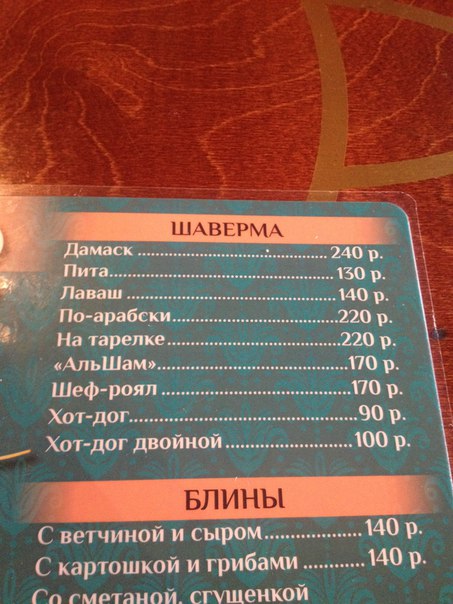 ШАВЕРМА
Дамаск ........................................ 240 р.
Пита............................................. 130 р.
Лаваш .......................................... 140 р.
По-арабски.................................. 220 р.
На тарелке ................................... 220 р.
«АльШам»..................................... 170 р.
Шеф-роял .................................... 170 р.
Хот-дог......................................... 90 р.
Хот-дог двойной .......................... 100 р.
БЛИНЫ
С ветчиной и сыром.................... 140 р.
С картошкой и грибами .............. 140 р.
Со сметаной, сгущенкой